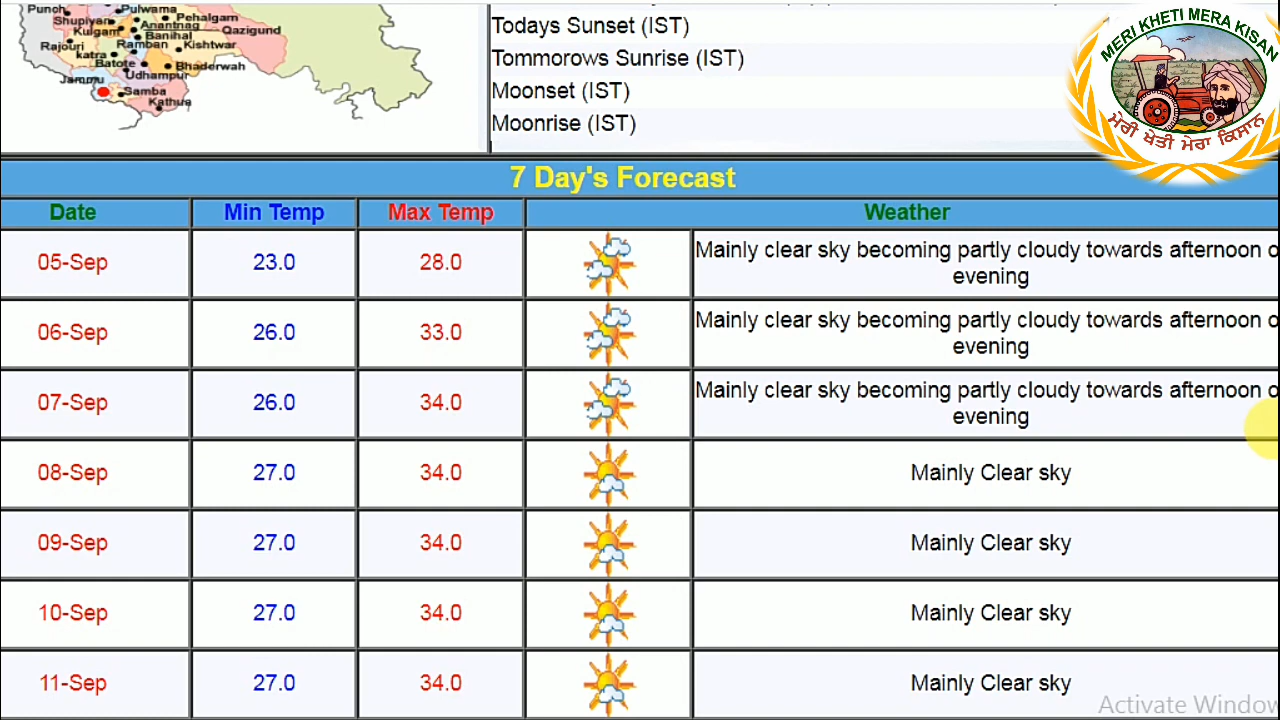 Punch
Pulwama
Pehalgam
Shupiyan
Anantnag
Qazigund
Kulgam
Banihal
Ramban
Kishtwar
Rajouri
katra
Batote
Bhaderwah
Udhampur
Jammu
Samba
Kathua
Todays Sunset (IST)
Tommorows Sunrise (IST)
Moonset (IST)
Moonrise (IST)
MERI KHETI MERA KISAN
ਮੇਰੀ ਖੇਤੀ ਮੇਰਾ ਕਿਸਾਨ
7 Day's Forecast
Date Min Temp Max Temp Weather
05-Sep 23.0 28.0 Mainly clear sky becoming partly cloudy towards afternoon o
evening
06-Sep 26.0 33.0 Mainly clear sky becoming partly cloudy towards afternoon o
evening
07-Sep 26.0 34.0 Mainly clear sky becoming partly cloudy towards afternoon o
evening
08-Sep 27.0 34.0 Mainly Clear sky
09-Sep 27.0 34.0 Mainly Clear sky
10-Sep 27.0 34.0 Mainly Clear sky
11-Sep 27.0 34.0 Mainly Clear sky
Activate Window